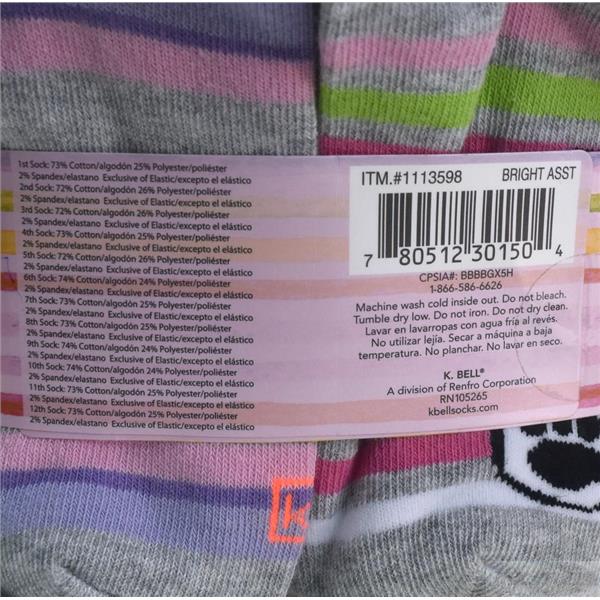 1st Sock: 73% Cotton/algodón 25% Polyester/poliéster
2% Spandex/elastano Exclusive of Elastic/excepto el elástico
2nd Sock: 72% Cotton/algodón 26% Polyester/poliéster
2% Spandex/elastano Exclusive of Elastic/excepto el elástico
3rd Sock: 72% Cotton/algodón 26% Polyester/poliéster
2% Spandex/elastano Exclusive of Elastic/excepto el elástico
4th Sock: 73% Cotton/algodón 25% Polyester/poliéster
2% Spandex/elastano Exclusive of Elastic/excepto el elástico
5th Sock: 72% Cotton/algodón 26% Polyester/poliéster
2% Spandex/elastano Exclusive of Elastic/excepto el elástico
6th Sock: 74% Cotton/algodón 24% Polyester/poliéster
2% Spandex/elastano Exclusive of Elastic/excepto el elástico
7th Sock: 73% Cotton/algodón 25% Polyester/poliéster
2% Spandex/elastano Exclusive of Elastic/excepto el elástico
8th Sock: 73% Cotton/algodón 25% Polyester/poliéster
2% Spandex/elastano Exclusive of Elastic/excepto el elástico
9th Sock: 74% Cotton/algodón 24% Polyester/poliéster
2% Spandex/elastano Exclusive of Elastic/excepto el elástico
10th Sock: 74% Cotton/algodón 24% Polyester/poliéster
2% Spandex/elastano Exclusive of Elastic/excepto el elástico
11th Sock: 73% Cotton/algodón 25% Polyester/poliéster
2% Spandex/elastano Exclusive of Elastic/excepto el elástico
12th Sock: 73% Cotton/algodón 25% Polyester/poliéster
2% Spandex/elastano Exclusive of Elastic/excepto el elástico
ITM.#1113598 BRIGHT ASST
7 80512 30150 4
CPSIA#: BBBBGX5H
1-866-586-6626
Machine wash cold inside out. Do not bleach.
Tumble dry low. Do not iron. Do not dry clean.
Lavar en lavarropas con agua fría al revés.
No utilizar lejía. Secar a máquina a baja
temperatura. No planchar. No lavar en seco.
K. BELL®
A division of Renfro Corporation
RN105265
kbellsocks.com
K